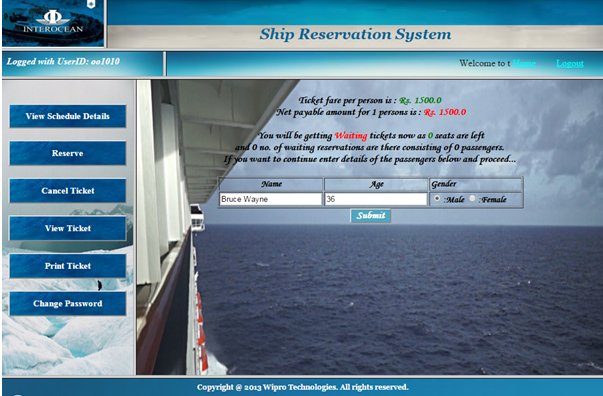 INTEROCEAN
Ship Reservation System
Logged with UserID: oo1010
Welcome to t Home Logout
View Schedule Details
Reserve
Cancel Ticket
View Ticket
Print Ticket
Change Password
Ticket fare per person is : Rs. 1500.0
Net payable amount for 1 persons is : Rs. 1500.0
You will be getting Waiting tickets now as 0 seats are left
and 0 no. of waiting reservations are there consisting of 0 passengers.
If you want to continue enter details of the passengers below and proceed...
Name Age Gender
Bruce Wayne 36 :Male :Female
Submit
Copyright @ 2013 Wipro Technologies. All rights reserved.